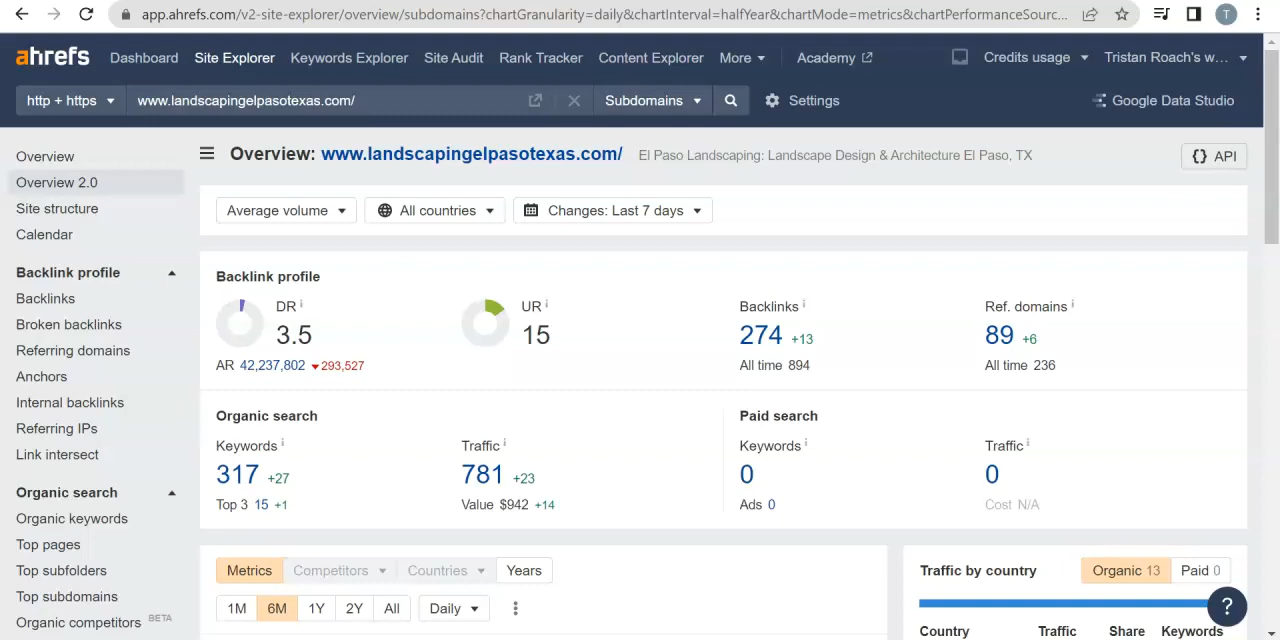 app.ahrefs.com/v2-site-explorer/overview/subdomains?chartGranularity=daily&chartInterval=halfYear&chartMode=metrics&chartPerformanceSourc...
T
ahrefs Dashboard Site Explorer Keywords Explorer Site Audit Rank Tracker Content Explorer More Academy Credits usage Tristan Roach's w...
http + https www.landscapingelpasotexas.com/ Subdomains Settings Google Data Studio
Overview
Overview 2.0
Site structure
Calendar
Backlink profile
Backlinks
Broken backlinks
Referring domains
Anchors
Internal backlinks
Referring IPs
Link intersect
Organic search
Organic keywords
Top pages
Top subfolders
Top subdomains
Organic competitors BETA
Overview: www.landscapingelpasotexas.com/ El Paso Landscaping: Landscape Design & Architecture El Paso, TX {} API
Average volume All countries Changes: Last 7 days
Backlink profile
DR i UR i Backlinks i Ref. domains i
3.5 15 274 +13 89 +6
AR 42,237,802 293,527 All time 894 All time 236
Organic search Paid search
Keywords i Traffic i Keywords i Traffic i
317 +27 781 +23 0 0
Top 3 15 +1 Value $942 +14 Ads 0 Cost N/A
Metrics Competitors Countries Years
1M 6M 1Y 2Y All Daily
Traffic by country Organic 13 Paid 0
?
Country Traffic Share Keywords